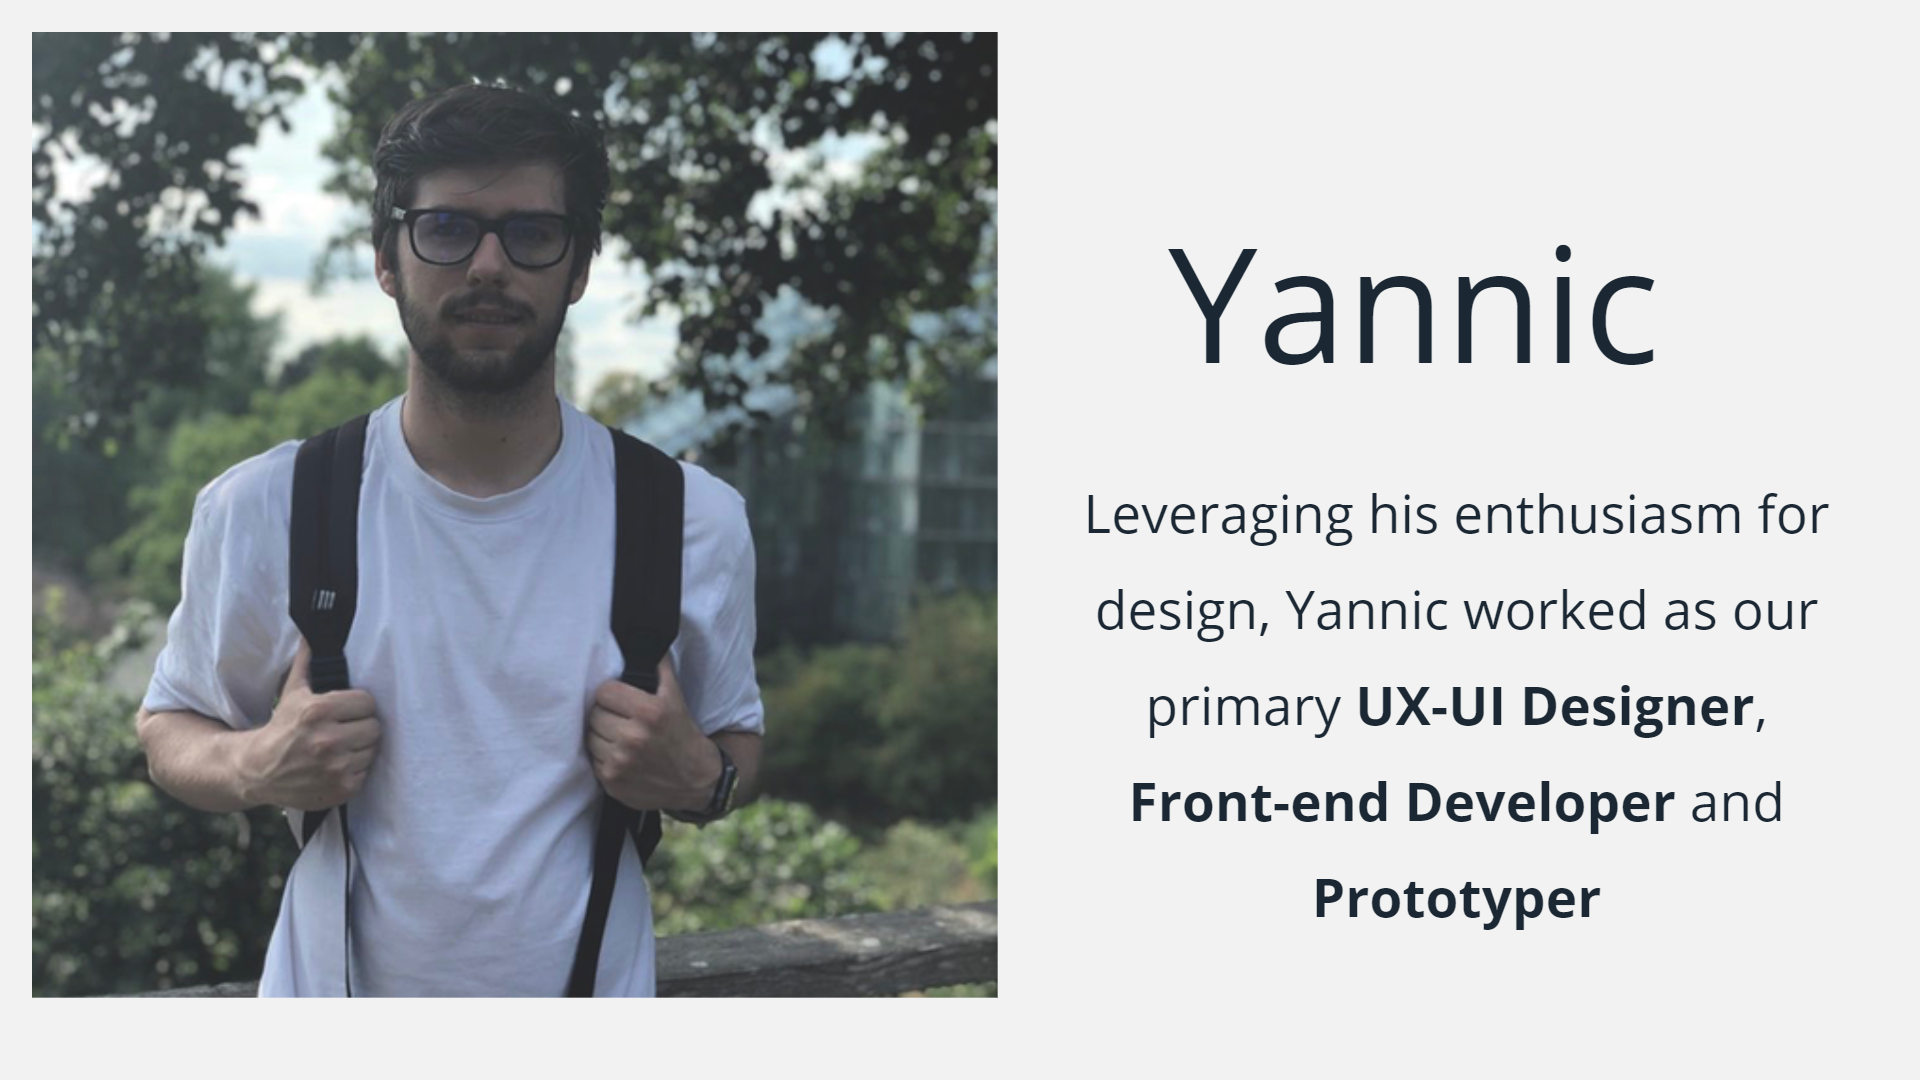 Yannic
Leveraging his enthusiasm for
design, Yannic worked as our
primary UX-UI Designer,
Front-end Developer and
Prototyper